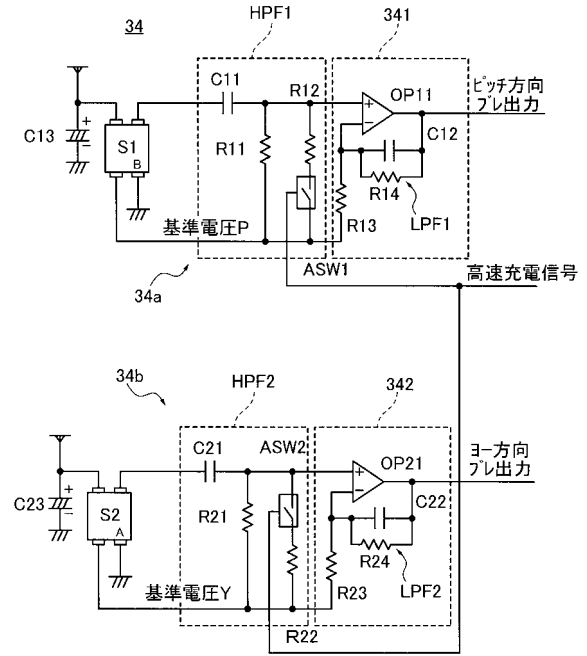 34
HPF1
341
C11
R12
OP11
ピッチ方向
ブレ出力
C13
+
−
S1
B
R11
+
−
C12
R14
R13
LPF1
基準電圧P
ASW1
34a
高速充電信号
34b
HPF2
342
C21
ASW2
OP21
ヨー方向
ブレ出力
C23
+
−
S2
A
R21
+
−
C22
R24
R23
LPF2
基準電圧Y
R22